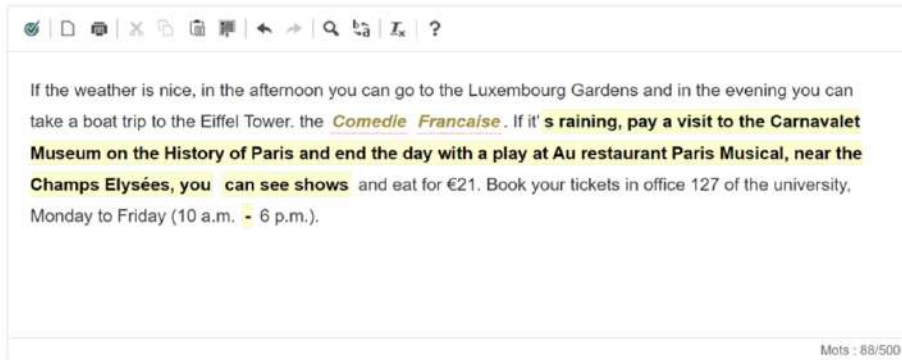 If the weather is nice, in the afternoon you can go to the Luxembourg Gardens and in the evening you can
take a boat trip to the Eiffel Tower. the Comedie Francaise. If it' s raining, pay a visit to the Carnavalet
Museum on the History of Paris and end the day with a play at Au restaurant Paris Musical, near the
Champs Elysées, you can see shows and eat for €21. Book your tickets in office 127 of the university,
Monday to Friday (10 a.m. - 6 p.m.).
Mots : 88/500